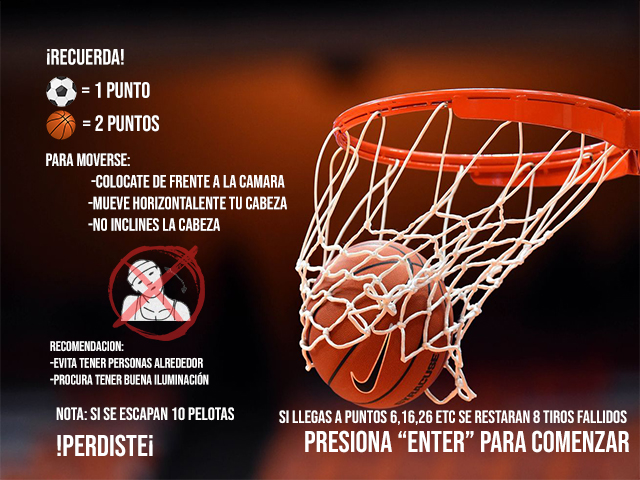 ¡RECUERDA!
= 1 PUNTO
= 2 PUNTOS
PARA MOVERSE:
-COLOCATE DE FRENTE A LA CAMARA
-MUEVE HORIZONTALENTE TU CABEZA
-NO INCLINES LA CABEZA
RECOMENDACION:
-EVITA TENER PERSONAS ALREDEDOR
-PROCURA TENER BUENA ILUMINACIÓN
NOTA: SI SE ESCAPAN 10 PELOTAS
!PERDISTE¡
SI LLEGAS A PUNTOS 6,16,26 ETC SE RESTARAN 8 TIROS FALLIDOS
PRESIONA “ENTER” PARA COMENZAR